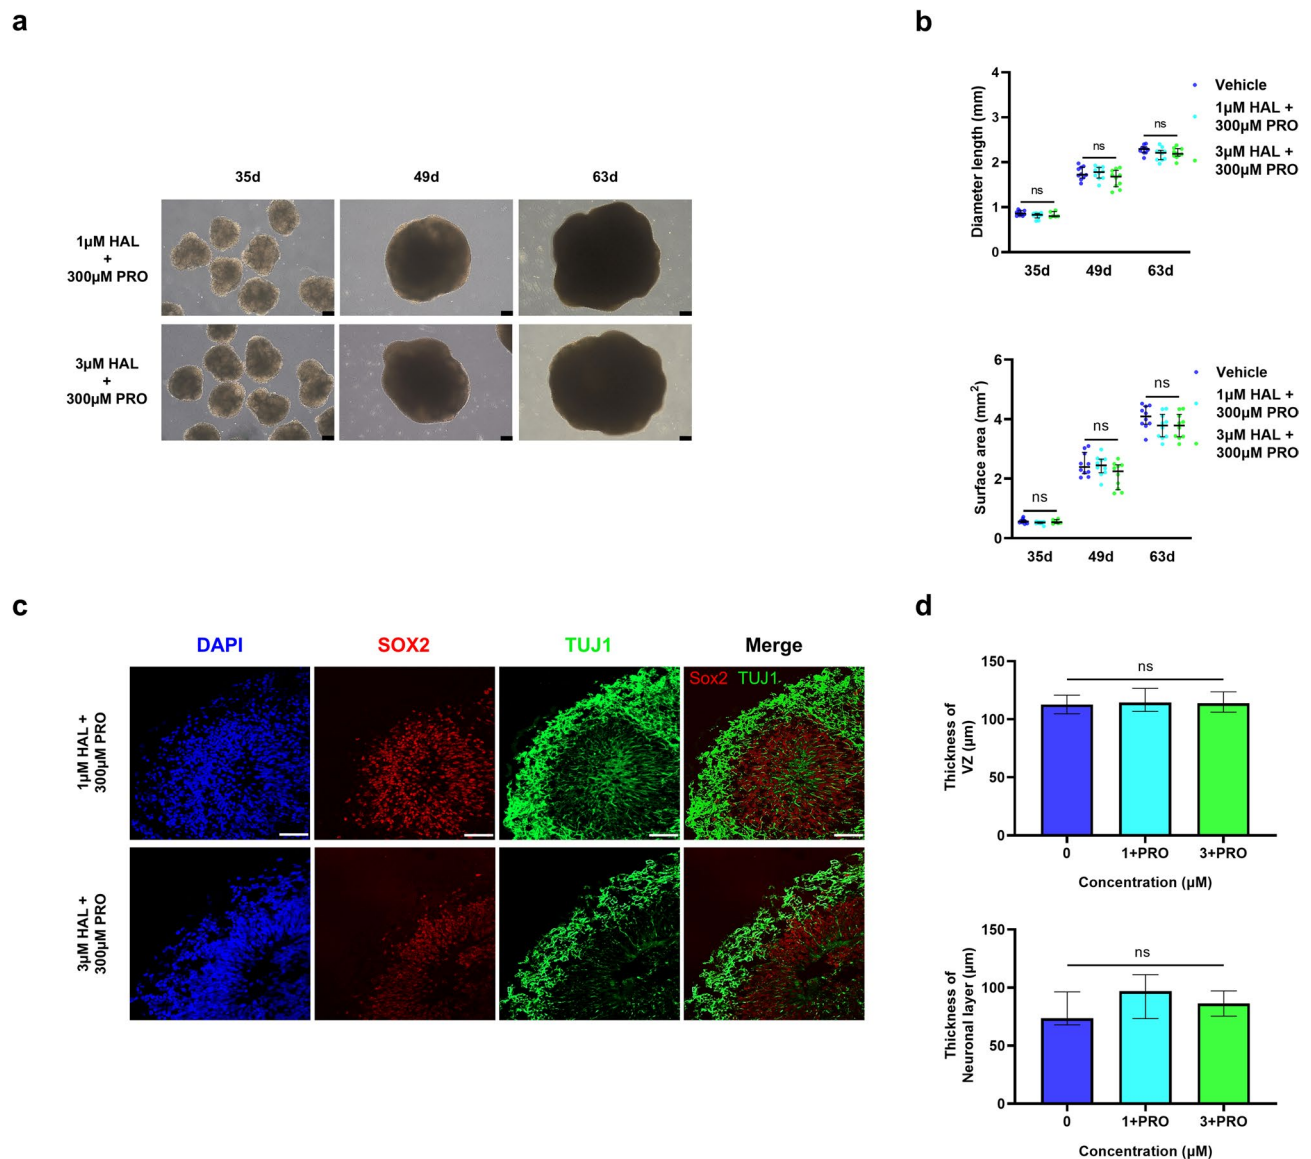 a
35d 49d 63d
1µM HAL
+
300µM PRO
3µM HAL
+
300µM PRO
b
Diameter length (mm)
4
3
2
1
0
ns
ns
ns
35d 49d 63d
Vehicle
1µM HAL +
300µM PRO
3µM HAL +
300µM PRO
Surface area (mm²)
6
4
2
0
ns
ns
ns
35d 49d 63d
Vehicle
1µM HAL +
300µM PRO
3µM HAL +
300µM PRO
c
DAPI SOX2 TUJ1 Merge
1µM HAL +
300µM PRO
Sox2 TUJ1
3µM HAL +
300µM PRO
d
Thickness of
VZ (µm)
150
100
50
0
ns
0 1+PRO 3+PRO
Concentration (µM)
Thickness of
Neuronal layer (µm)
150
100
50
0
ns
0 1+PRO 3+PRO
Concentration (µM)